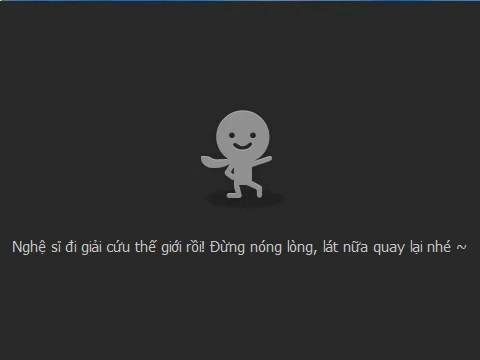 Nghệ sĩ đi giải cứu thế giới rồi! Đừng nóng lòng, lát nữa quay lại nhé ~